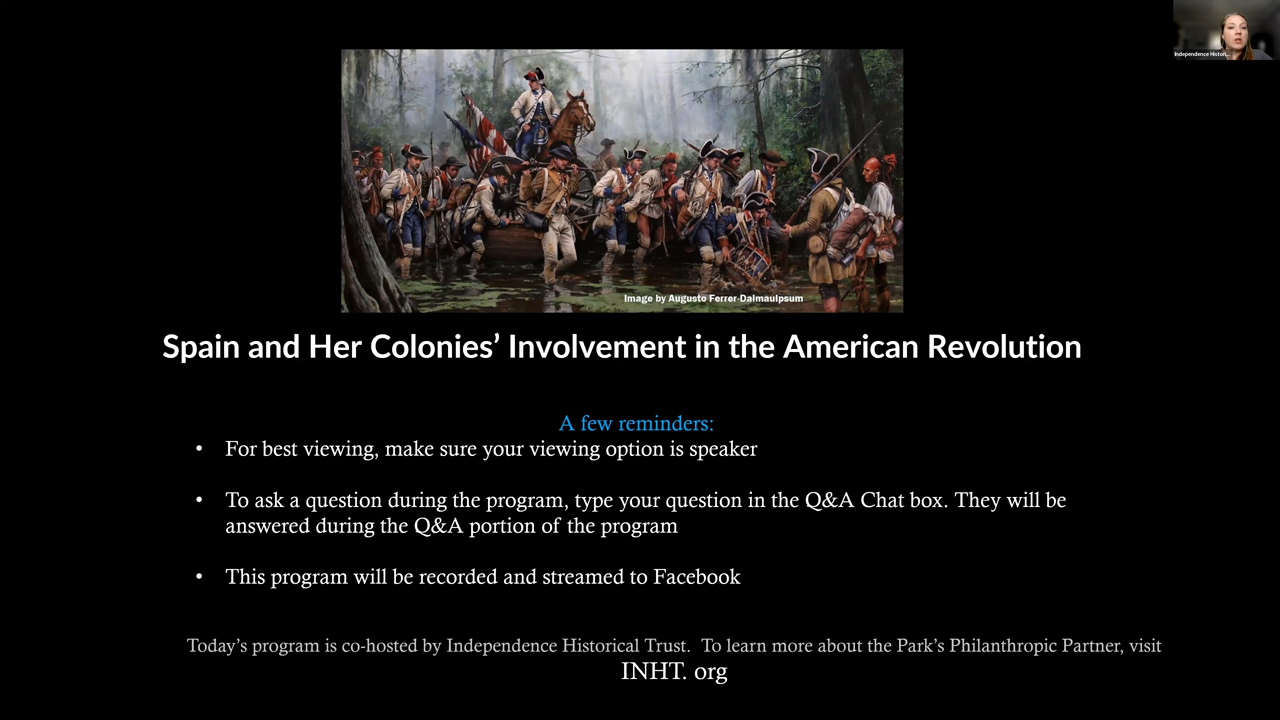 Independence Histori...
Image by Augusto Ferrer-DalmauIpsum
Spain and Her Colonies’ Involvement in the American Revolution
A few reminders:
• For best viewing, make sure your viewing option is speaker
• To ask a question during the program, type your question in the Q&A Chat box. They will be
answered during the Q&A portion of the program
• This program will be recorded and streamed to Facebook
Today’s program is co-hosted by Independence Historical Trust. To learn more about the Park’s Philanthropic Partner, visit
INHT. org